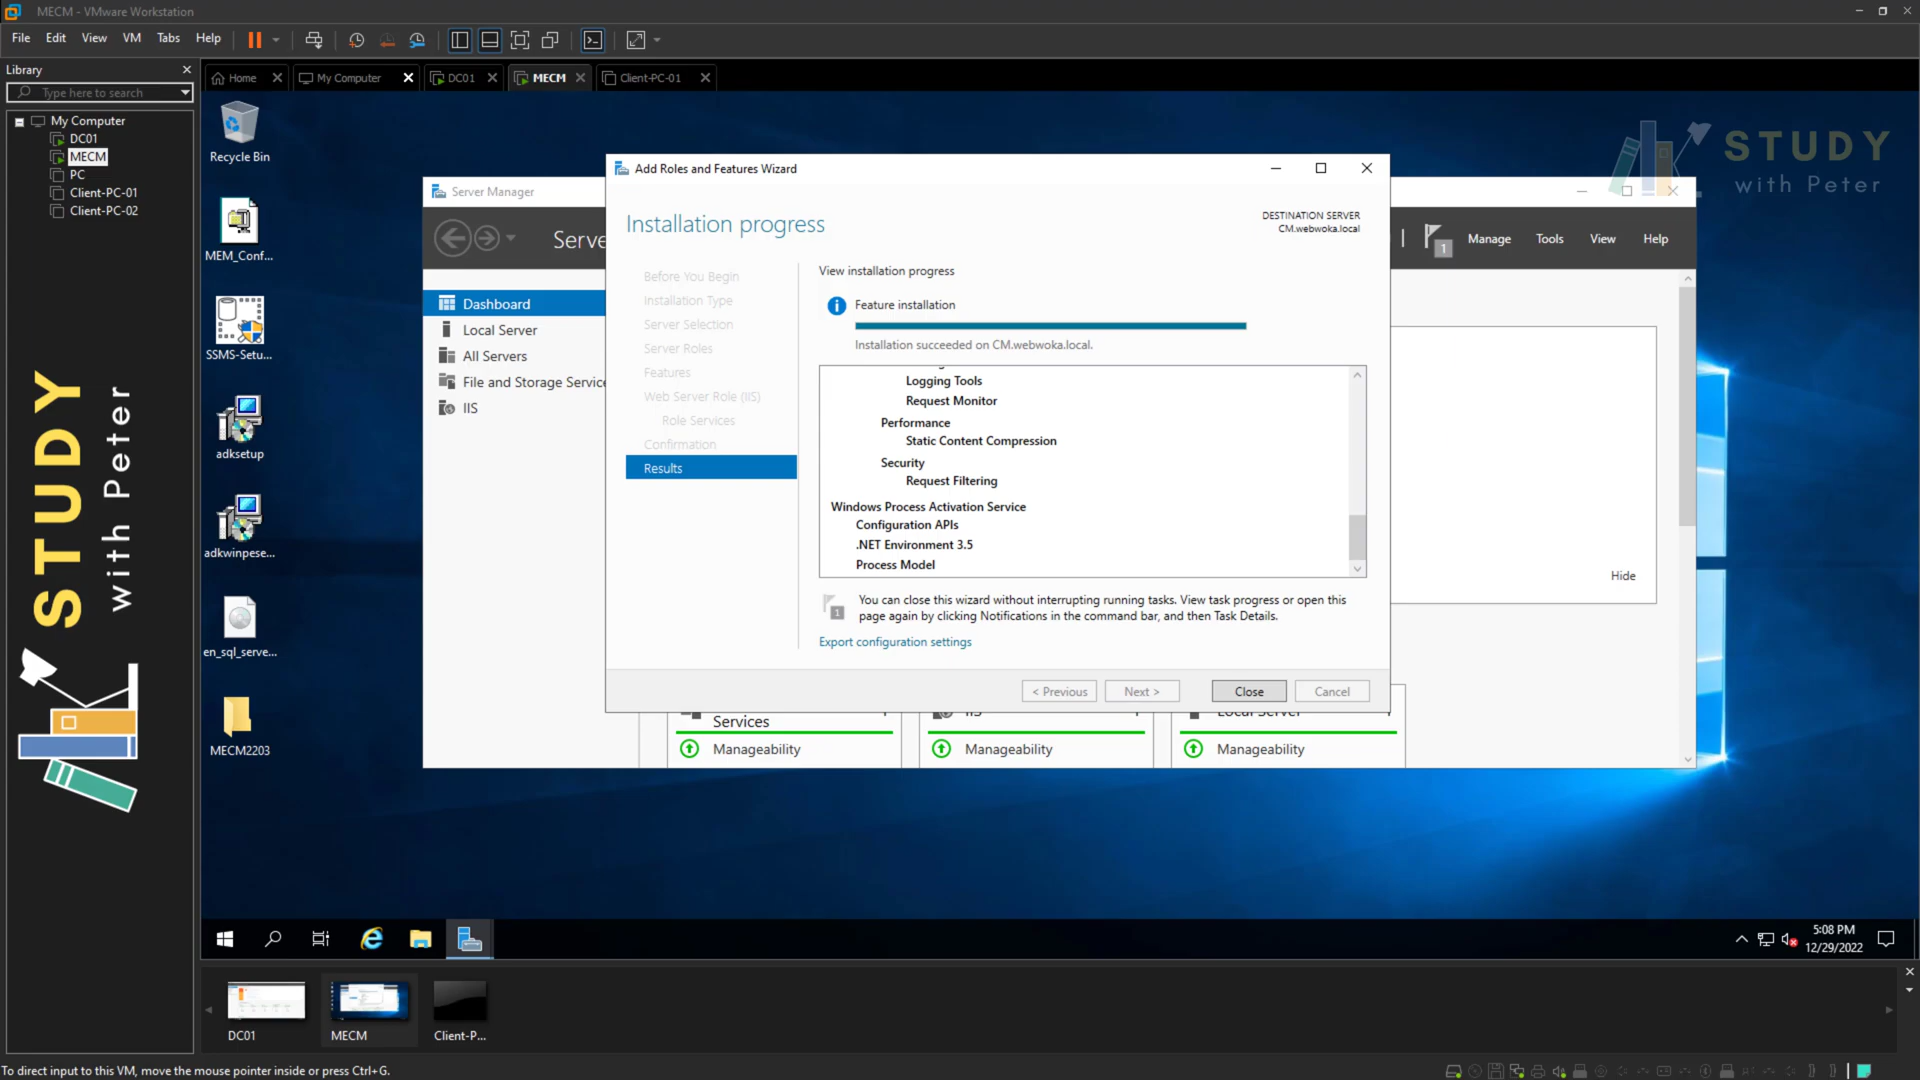 MECM - VMware Workstation
File Edit View VM Tabs Help
Library
Type here to search
My Computer
DC01
MECM
PC
Client-PC-01
Client-PC-02
Home
My Computer
DC01
MECM
Client-PC-01
STUDY
with Peter
Recycle Bin
MEM_Conf...
SSMS-Setu...
adksetup
adkwinpese...
en_sql_serve...
MECM2203
STUDY
with Peter
Server Manager
Serve
1
Manage Tools View Help
Dashboard
Local Server
All Servers
File and Storage Service
IIS
Hide
Services
Manageability
IIS
Manageability
Local Server
Manageability
Add Roles and Features Wizard
Installation progress
DESTINATION SERVER
CM.webwoka.local
Before You Begin
Installation Type
Server Selection
Server Roles
Features
Web Server Role (IIS)
Role Services
Confirmation
Results
View installation progress
Feature installation
Installation succeeded on CM.webwoka.local.
Logging Tools
Request Monitor
Performance
Static Content Compression
Security
Request Filtering
Windows Process Activation Service
Configuration APIs
.NET Environment 3.5
Process Model
1
You can close this wizard without interrupting running tasks. View task progress or open this
page again by clicking Notifications in the command bar, and then Task Details.
Export configuration settings
< Previous Next > Close Cancel
5:08 PM
12/29/2022
DC01
MECM
Client-P...
To direct input to this VM, move the mouse pointer inside or press Ctrl+G.